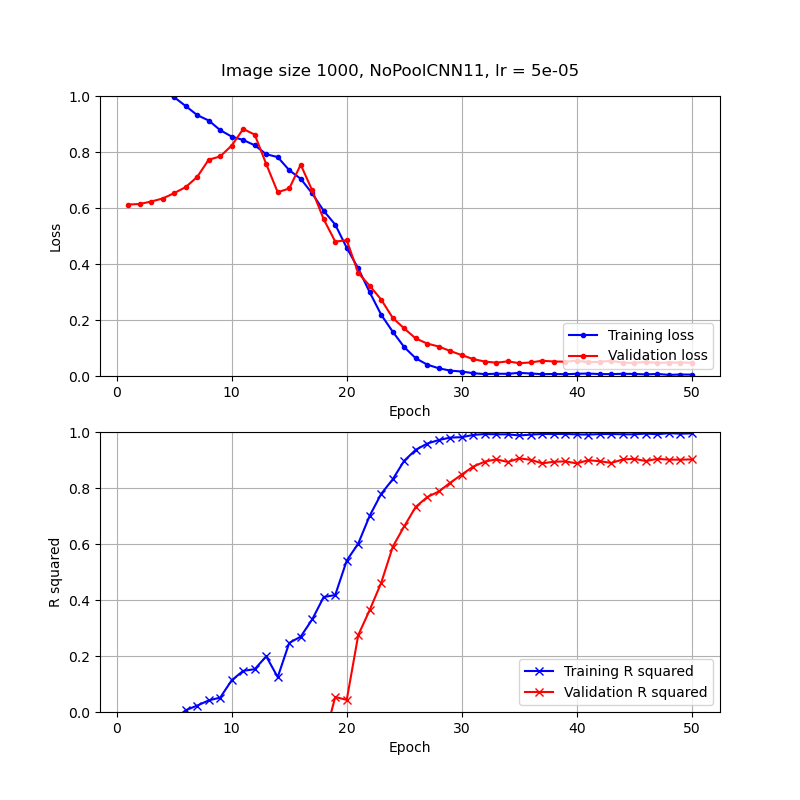 Image size 1000, NoPoolCNN11, lr = 5e-05
1.0
0.8
0.6
0.4
0.2
0.0
Loss
Training loss
Validation loss
0 10 20 30 40 50
Epoch
1.0
0.8
0.6
0.4
0.2
0.0
R squared
Training R squared
Validation R squared
0 10 20 30 40 50
Epoch